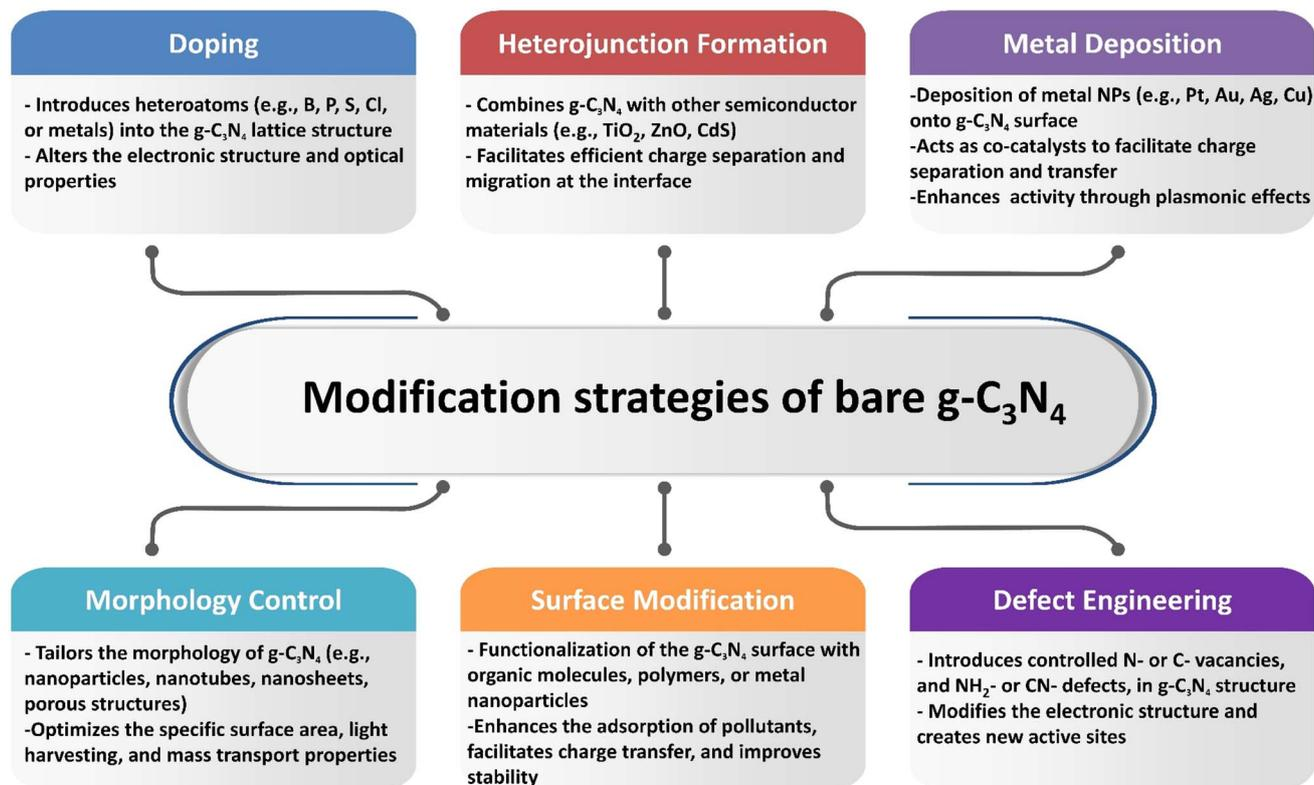 Doping
- Introduces heteroatoms (e.g., B, P, S, Cl,
or metals) into the g-C₃N₄ lattice structure
- Alters the electronic structure and optical
properties
Heterojunction Formation
- Combines g-C₃N₄ with other semiconductor
materials (e.g., TiO₂, ZnO, CdS)
- Facilitates efficient charge separation and
migration at the interface
Metal Deposition
-Deposition of metal NPs (e.g., Pt, Au, Ag, Cu)
onto g-C₃N₄ surface
-Acts as co-catalysts to facilitate charge
separation and transfer
-Enhances  activity through plasmonic effects
Modification strategies of bare g-C₃N₄
Morphology Control
- Tailors the morphology of g-C₃N₄ (e.g.,
nanoparticles, nanotubes, nanosheets,
porous structures)
-Optimizes the specific surface area, light
harvesting, and mass transport properties
Surface Modification
- Functionalization of the g-C₃N₄ surface with
organic molecules, polymers, or metal
nanoparticles
-Enhances the adsorption of pollutants,
facilitates charge transfer, and improves
stability
Defect Engineering
- Introduces controlled N- or C- vacancies,
and NH₂- or CN- defects, in g-C₃N₄ structure
- Modifies the electronic structure and
creates new active sites